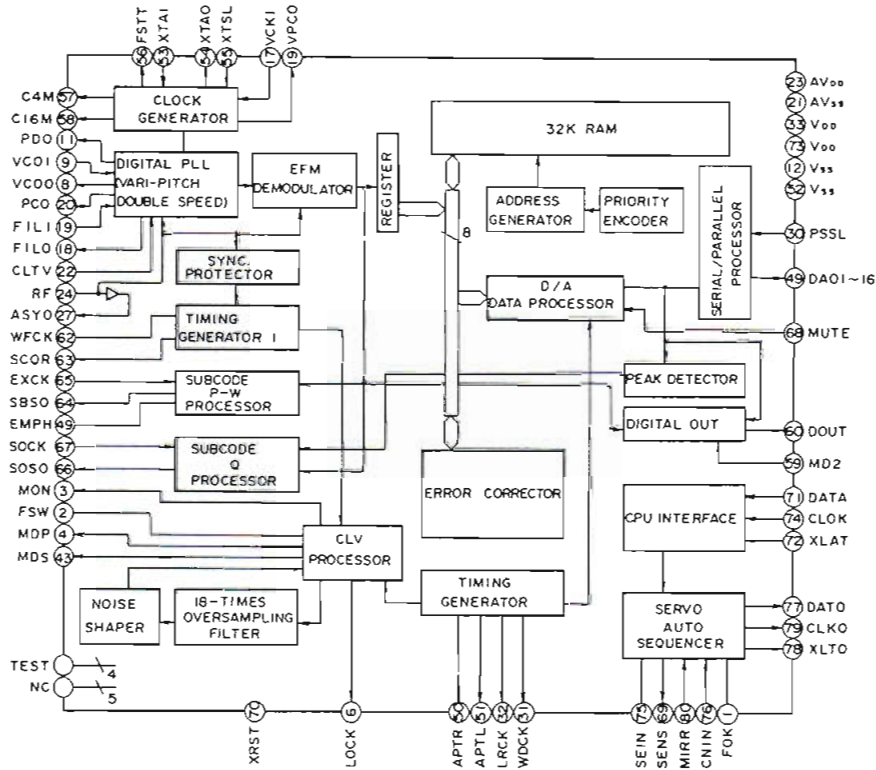 FSTT 56
XTAI 53
XTAO 54
XTSL 55
VCKI 17
VPCO 19
C4M 57
C16M 58
PDO 11
VCOI 9
VCOO 8
PCO 20
FILI 19
FILO 18
CLTV 22
RF 24
ASYO 27
WFCK 62
SCOR 63
EXCK 65
SBSO 64
EMPH 49
SOCK 67
SOSO 66
MON 3
FSW 2
MDP 4
MDS 43
TEST 4
NC 5
CLOCK
GENERATOR
DIGITAL PLL
(VARI-PITCH
DOUBLE SPEED)
EFM
DEMODULATOR
REGISTER
SYNC.
PROTECTOR
TIMING
GENERATOR 1
SUBCODE
P-W
PROCESSOR
SUBCODE
Q
PROCESSOR
CLV
PROCESSOR
NOISE
SHAPER
18-TIMES
OVERSAMPLING
FILTER
32K RAM
8
ADDRESS
GENERATOR
PRIORITY
ENCODER
D/A
DATA PROCESSOR
SERIAL/PARALLEL
PROCESSOR
PEAK DETECTOR
DIGITAL OUT
ERROR CORRECTOR
CPU INTERFACE
TIMING
GENERATOR
SERVO
AUTO
SEQUENCER
23 AVDD
21 AVSS
33 VDD
73 VDD
12 VSS
52 VSS
30 PSSL
49 DAO1~16
68 MUTE
60 DOUT
59 MD2
71 DATA
74 CLOK
72 XLAT
77 DATO
79 CLKO
78 XLTO
XRST 70
LOCK 6
APTR 50
APTL 51
LRCK 32
WDCK 31
SEIN 75
SENS 69
MIRR 80
CNIN 76
FOK 1